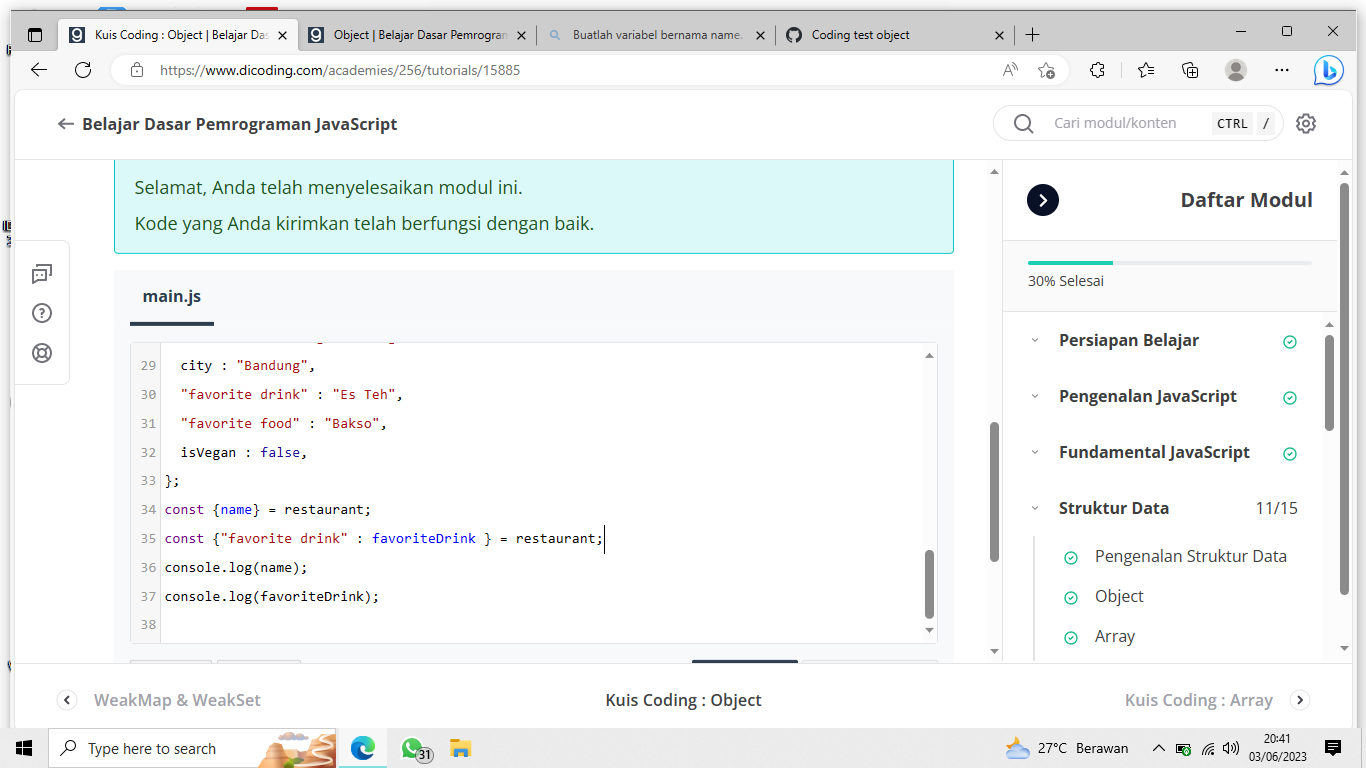 Kuis Coding : Object | Belajar Das
Object | Belajar Dasar Pemrogram
Buatlah variabel bernama name.
Coding test object
https://www.dicoding.com/academies/256/tutorials/15885
Belajar Dasar Pemrograman JavaScript
Cari modul/konten
CTRL /
Selamat, Anda telah menyelesaikan modul ini.
Kode yang Anda kirimkan telah berfungsi dengan baik.
main.js
29 city : "Bandung",
30 "favorite drink" : "Es Teh",
31 "favorite food" : "Bakso",
32 isVegan : false,
33 };
34 const {name} = restaurant;
35 const {"favorite drink" : favoriteDrink } = restaurant;
36 console.log(name);
37 console.log(favoriteDrink);
38
Daftar Modul
30% Selesai
Persiapan Belajar
Pengenalan JavaScript
Fundamental JavaScript
Struktur Data 11/15
Pengenalan Struktur Data
Object
Array
WeakMap & WeakSet
Kuis Coding : Object
Kuis Coding : Array
Type here to search
31
27°C Berawan
20:41
03/06/2023